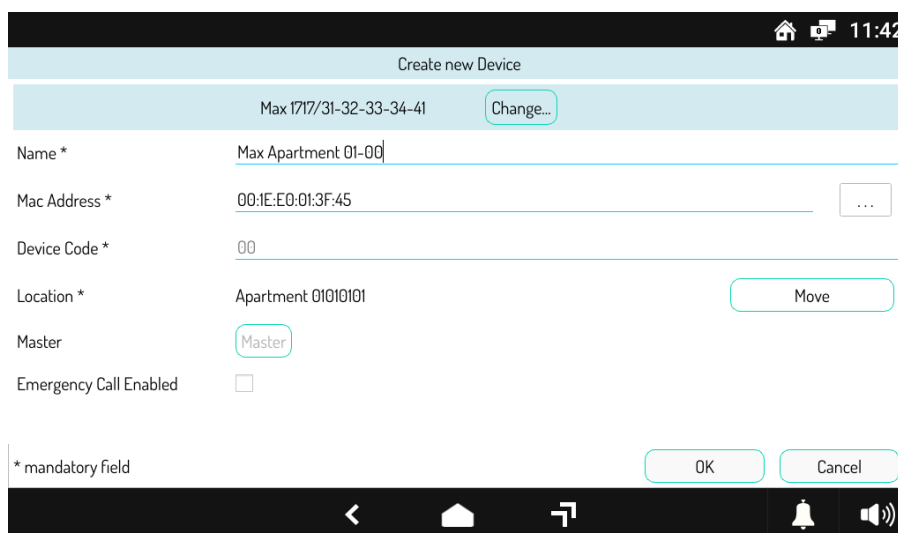 11:42
Create new Device
Max 1717/31-32-33-34-41 Change...
Name * Max Apartment 01-00
Mac Address * 00:1E:E0:01:3F:45 ...
Device Code * 00
Location * Apartment 01010101 Move
Master Master
Emergency Call Enabled
* mandatory field OK Cancel